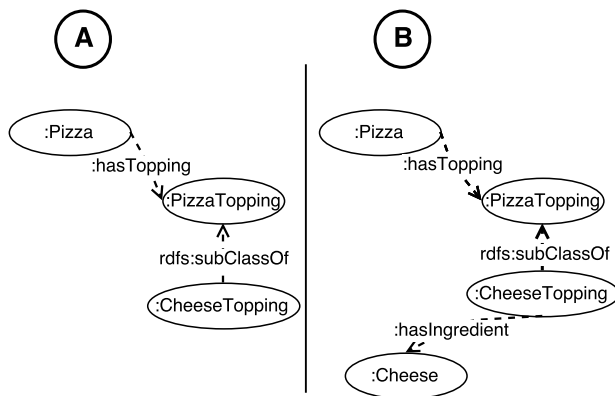 A
:Pizza
:hasTopping
:PizzaTopping
rdfs:subClassOf
:CheeseTopping
B
:Pizza
:hasTopping
:PizzaTopping
rdfs:subClassOf
:CheeseTopping
:hasIngredient
:Cheese